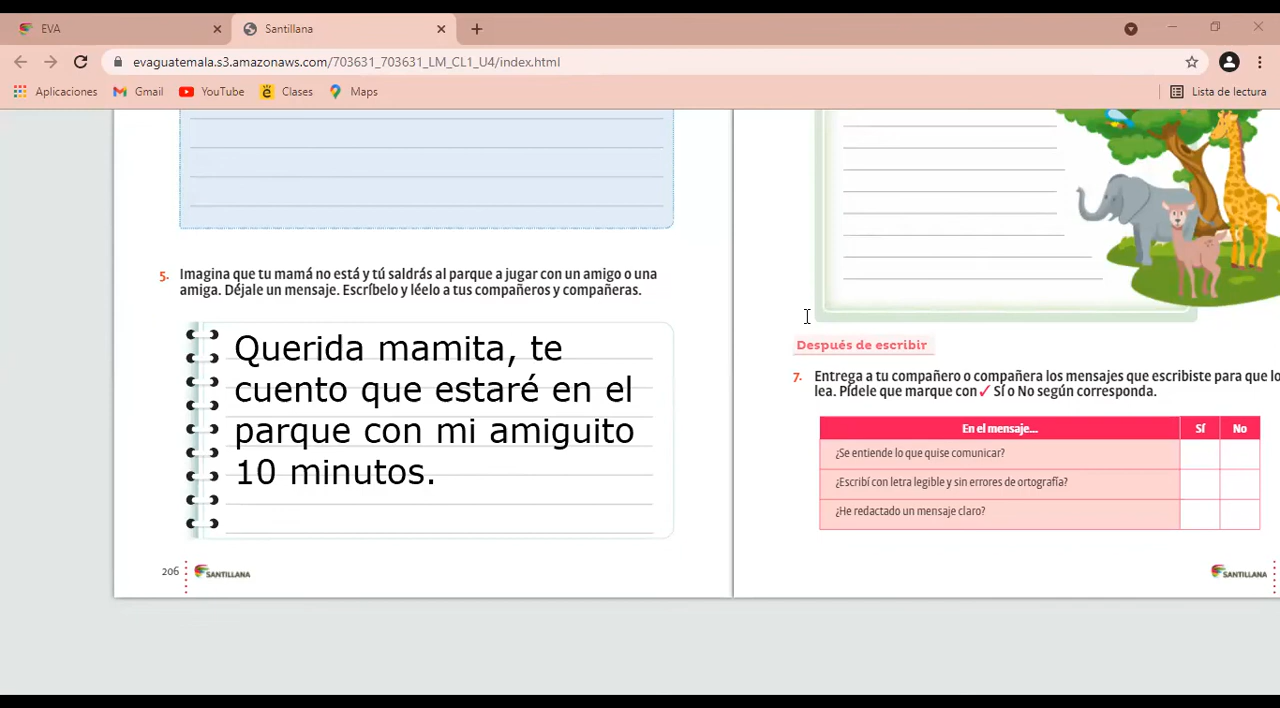 EVA
Santillana
evaguatemala.s3.amazonaws.com/703631_703631_LM_CL1_U4/index.html
Aplicaciones
Gmail
YouTube
Clases
Maps
Lista de lectura
5. Imagina que tu mamá no está y tú saldrás al parque a jugar con un amigo o una
amiga. Déjale un mensaje. Escríbelo y léelo a tus compañeros y compañeras.
Querida mamita, te
cuento que estaré en el
parque con mi amiguito
10 minutos.
206
SANTILLANA
Después de escribir
7. Entrega a tu compañero o compañera los mensajes que escribiste para que lo
lea. Pídele que marque con ✓ Sí o No según corresponda.
En el mensaje... Sí No
¿Se entiende lo que quise comunicar?
¿Escribí con letra legible y sin errores de ortografía?
¿He redactado un mensaje claro?
SANTILLANA